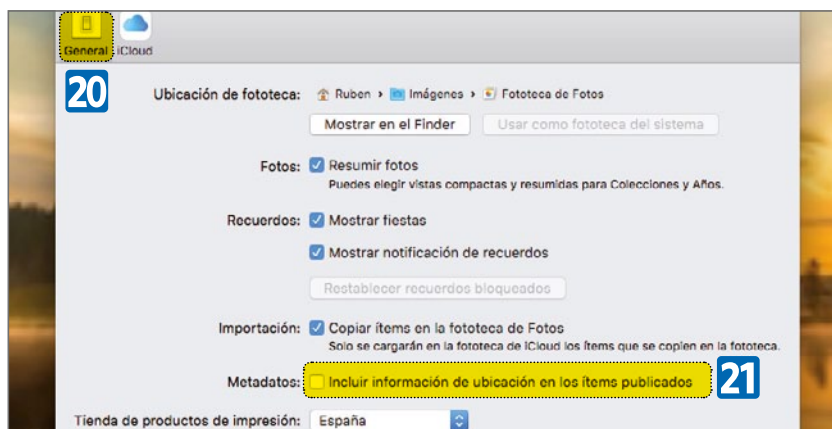 General iCloud
20
Ubicación de fototeca: Ruben › Imágenes › Fototeca de Fotos
Mostrar en el Finder Usar como fototeca del sistema
Fotos: Resumir fotos
Puedes elegir vistas compactas y resumidas para Colecciones y Años.
Recuerdos: Mostrar fiestas
Mostrar notificación de recuerdos
Restablecer recuerdos bloqueados
Importación: Copiar ítems en la fototeca de Fotos
Solo se cargarán en la fototeca de iCloud los ítems que se copien en la fototeca.
Metadatos: Incluir información de ubicación en los ítems publicados 21
Tienda de productos de impresión: España